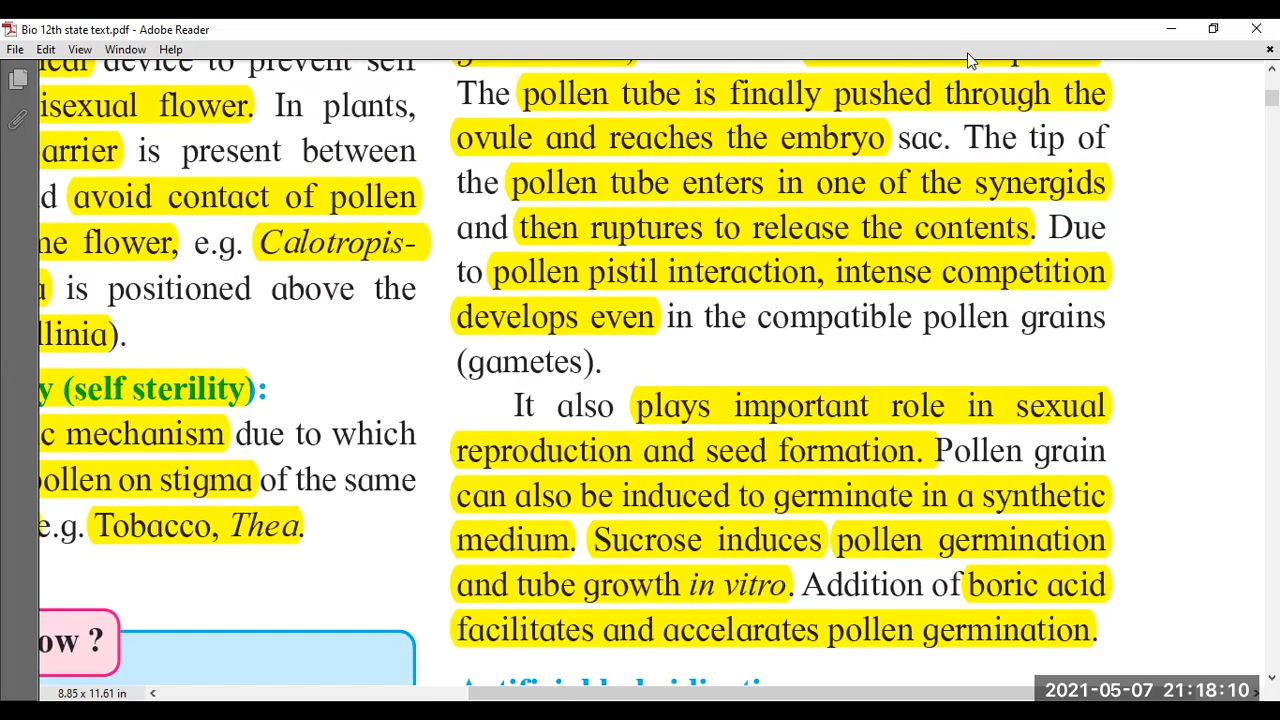 Bio 12th state text.pdf - Adobe Reader
File Edit View Window Help
device to prevent self
isexual flower. In plants,
arrier is present between
d avoid contact of pollen
me flower, e.g. Calotropis-
is positioned above the
llinia).
y (self sterility):
c mechanism due to which
pollen on stigma of the same
e.g. Tobacco, Thea.
ow ?
The pollen tube is finally pushed through the
ovule and reaches the embryo sac. The tip of
the pollen tube enters in one of the synergids
and then ruptures to release the contents. Due
to pollen pistil interaction, intense competition
develops even in the compatible pollen grains
(gametes).
It also plays important role in sexual
reproduction and seed formation. Pollen grain
can also be induced to germinate in a synthetic
medium. Sucrose induces pollen germination
and tube growth in vitro. Addition of boric acid
facilitates and accelarates pollen germination.
8.85 x 11.61 in
2021-05-07 21:18:10